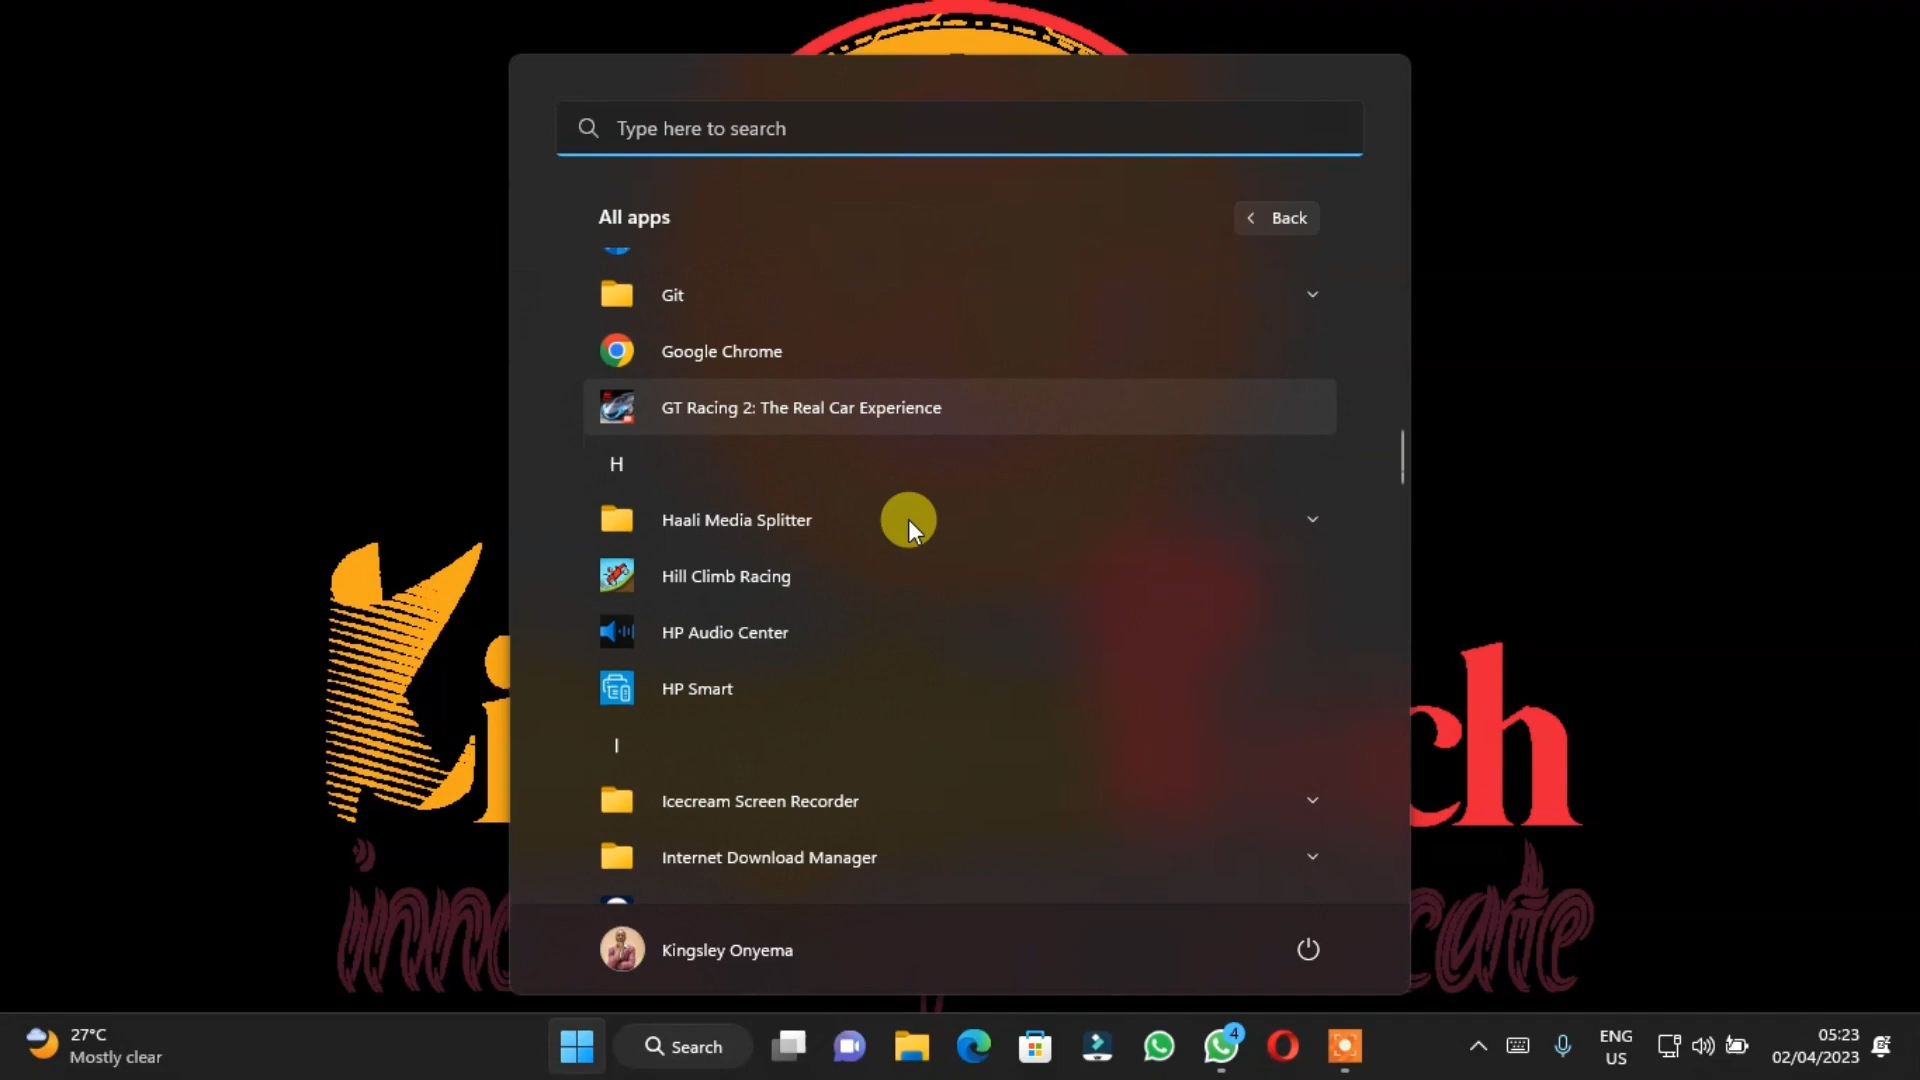 Type here to search
All apps
Back
Git
Google Chrome
GT Racing 2: The Real Car Experience
H
Haali Media Splitter
Hill Climb Racing
HP Audio Center
HP Smart
I
Icecream Screen Recorder
Internet Download Manager
Kingsley Onyema
ch
27°C
Mostly clear
Search
4
ENG
US
05:23
02/04/2023